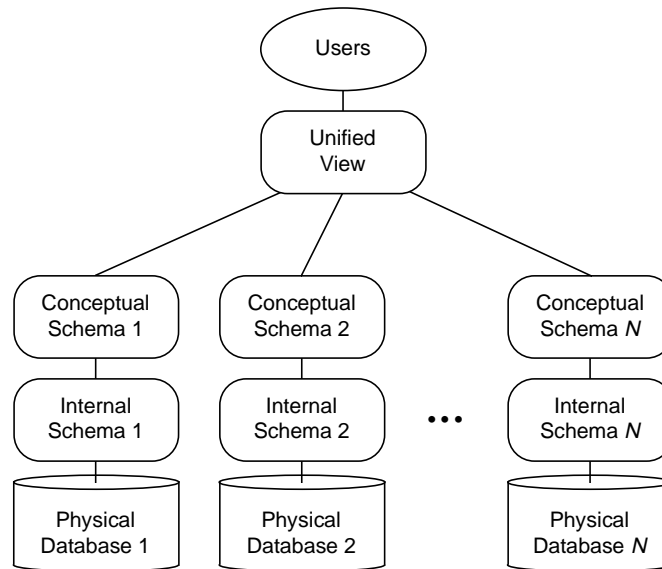 Users
Unified
View
Conceptual
Schema 1
Conceptual
Schema 2
Conceptual
Schema N
Internal
Schema 1
Internal
Schema 2
...
Internal
Schema N
Physical
Database 1
Physical
Database 2
Physical
Database N